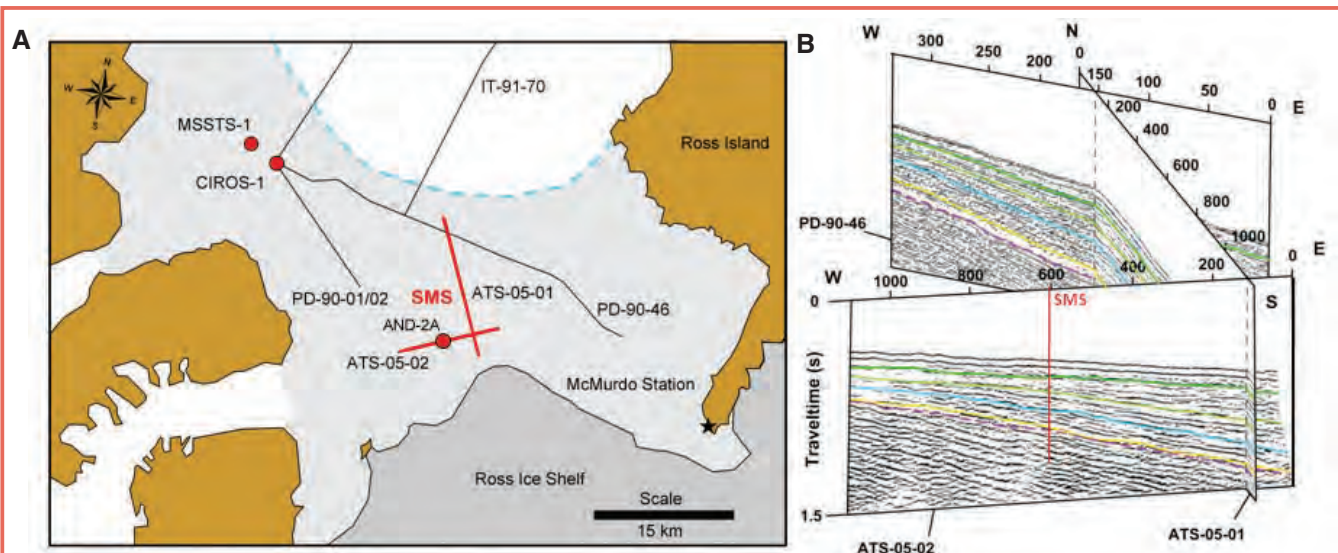 A
N
W
E
S
MSSTS-1
CIROS-1
IT-91-70
Ross Island
PD-90-01/02
SMS
ATS-05-01
AND-2A
PD-90-46
ATS-05-02
McMurdo Station
Ross Ice Shelf
Scale
15 km
B
W
300
250
200
N
0
150
100
50
0
E
200
400
600
800
1000
PD-90-46
W
1000
800
600
400
200
0
E
0
SMS
S
Traveltime (s)
1.5
ATS-05-02
ATS-05-01